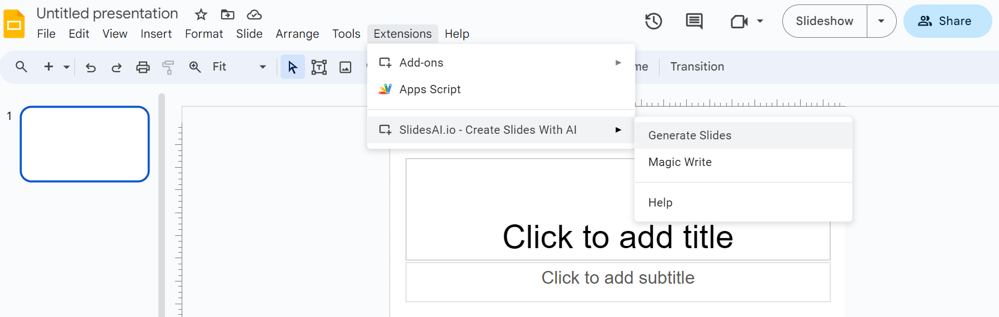 Untitled presentation
File Edit View Insert Format Slide Arrange Tools Extensions Help
Slideshow
Share
Fit
Transition
Add-ons
Apps Script
SlidesAI.io - Create Slides With AI
Generate Slides
Magic Write
Help
1
Click to add title
Click to add subtitle